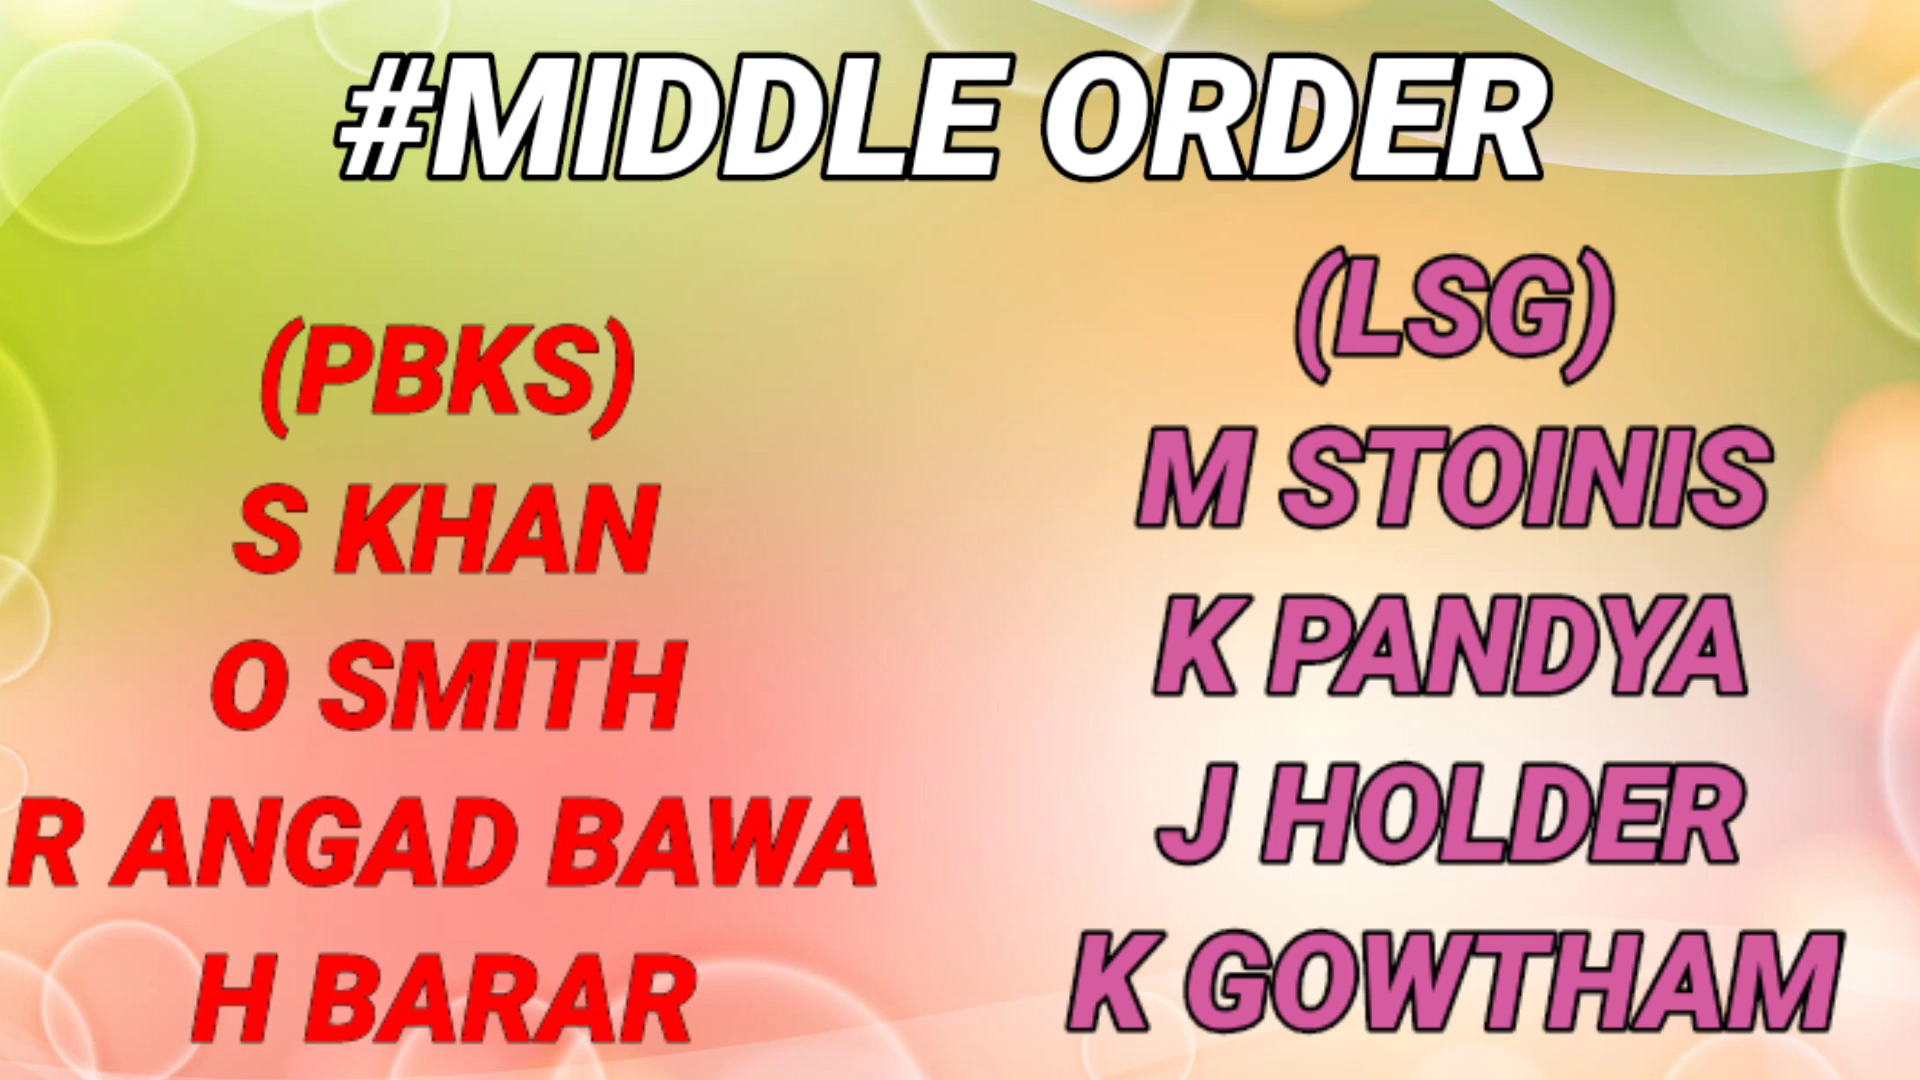 #MIDDLE ORDER
(PBKS)
S KHAN
O SMITH
R ANGAD BAWA
H BARAR
(LSG)
M STOINIS
K PANDYA
J HOLDER
K GOWTHAM